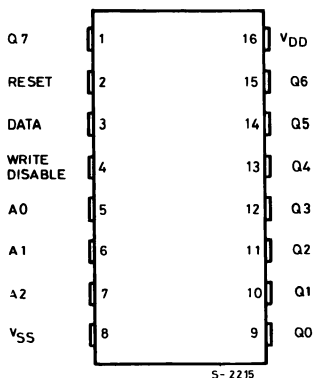 Q7 1 16 VDD
RESET 2 15 Q6
DATA 3 14 Q5
WRITE DISABLE 4 13 Q4
A0 5 12 Q3
A1 6 11 Q2
A2 7 10 Q1
VSS 8 9 Q0
S-2215